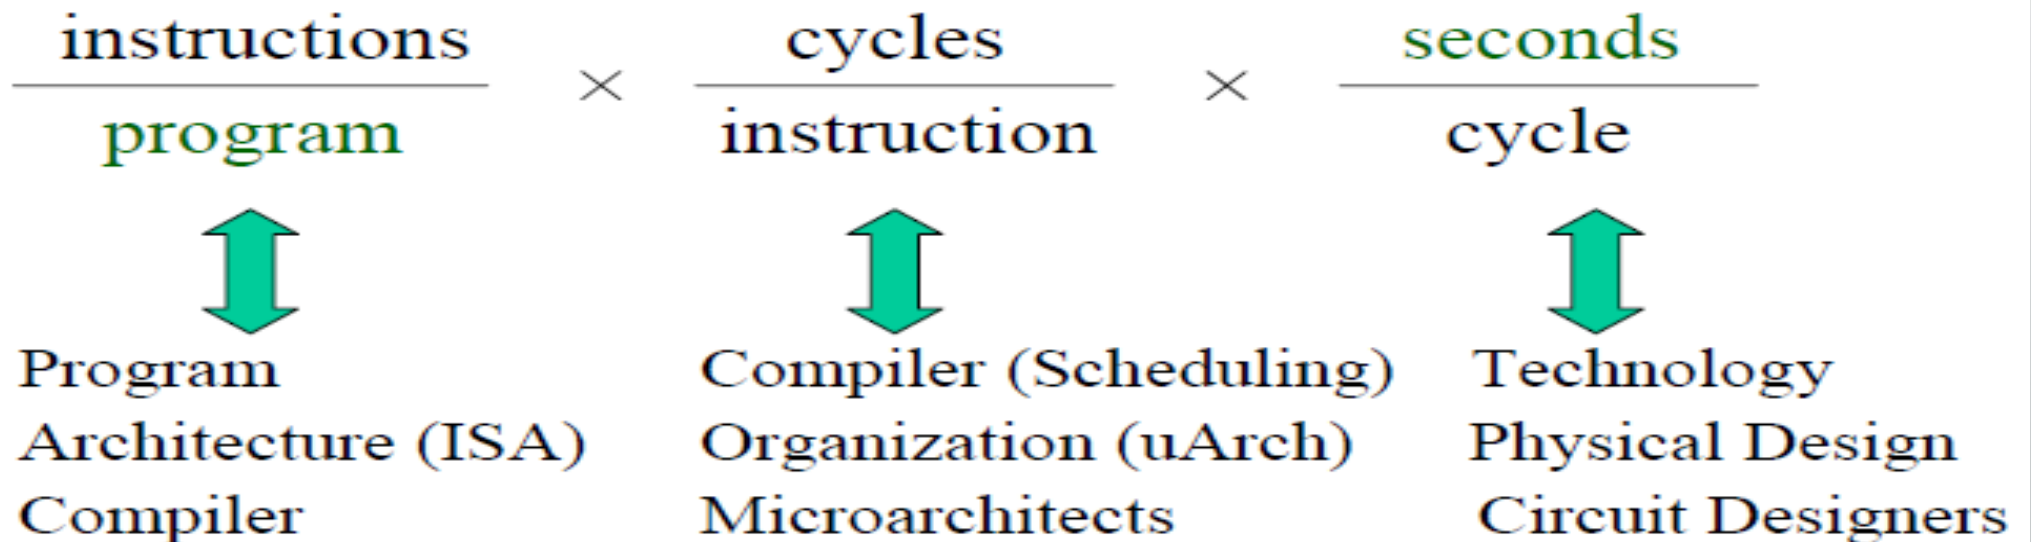 instructions × cycles × seconds
program instruction cycle
Program Compiler (Scheduling) Technology
Architecture (ISA) Organization (uArch) Physical Design
Compiler Microarchitects Circuit Designers